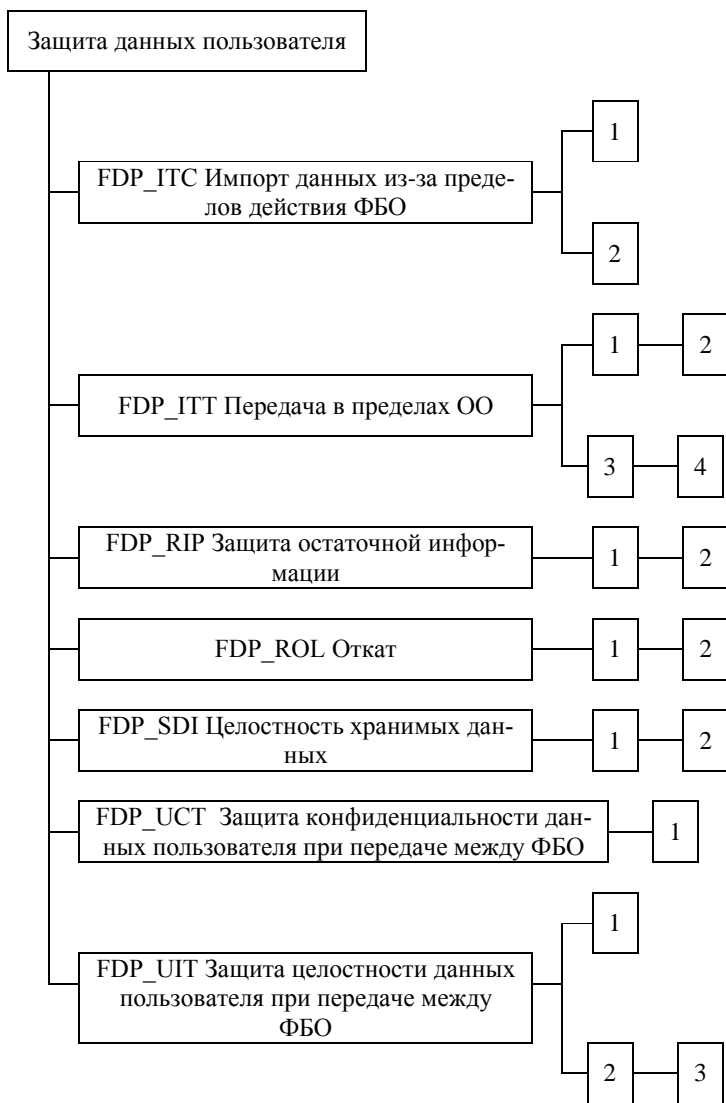 Защита данных пользователя
1
FDP_ITC Импорт данных из-за преде-
лов действия ФБО
2
1 2
FDP_ITT Передача в пределах ОО
3 4
FDP_RIP Защита остаточной инфор-
мации
1 2
FDP_ROL Откат 1 2
FDP_SDI Целостность хранимых дан-
ных
1 2
FDP_UCT Защита конфиденциальности дан-
ных пользователя при передаче между ФБО
1
1
FDP_UIT Защита целостности данных
пользователя при передаче между
ФБО
2 3